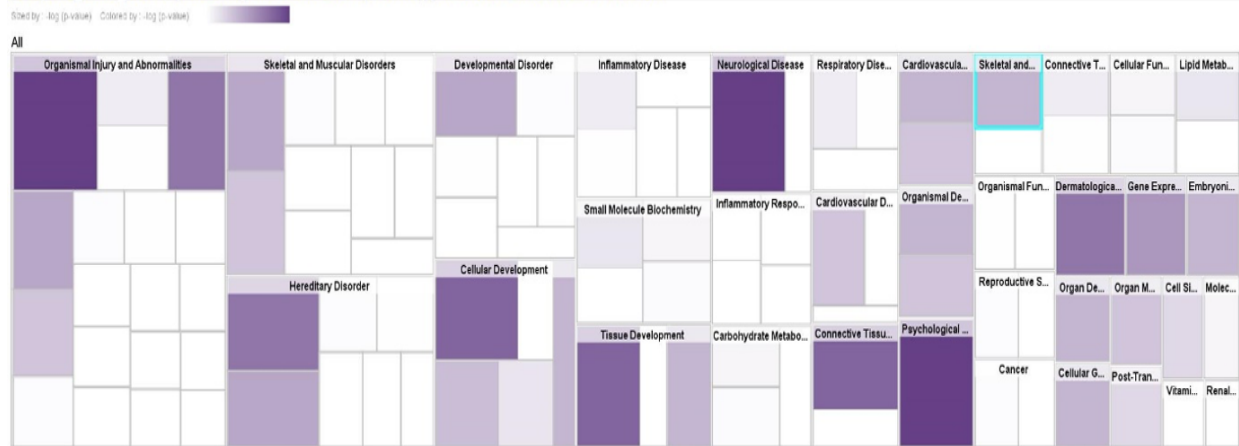 Sized by : -log (p-value) Colored by : -log (p-value)
All
Organismal Injury and Abnormalities
Skeletal and Muscular Disorders
Developmental Disorder
Inflammatory Disease
Neurological Disease
Respiratory Dise...
Cardiovascula...
Skeletal and...
Connective T...
Cellular Fun...
Lipid Metab...
Organismal Fun...
Dermatologica...
Gene Expre...
Embryoni...
Small Molecule Biochemistry
Inflammatory Respo...
Cardiovascular D...
Organismal De...
Cellular Development
Hereditary Disorder
Reproductive S...
Organ De...
Organ M...
Cell Si...
Molec...
Tissue Development
Carbohydrate Metabo...
Connective Tissu...
Psychological ...
Cancer
Cellular G...
Post-Tran...
Vitami...
Renal...